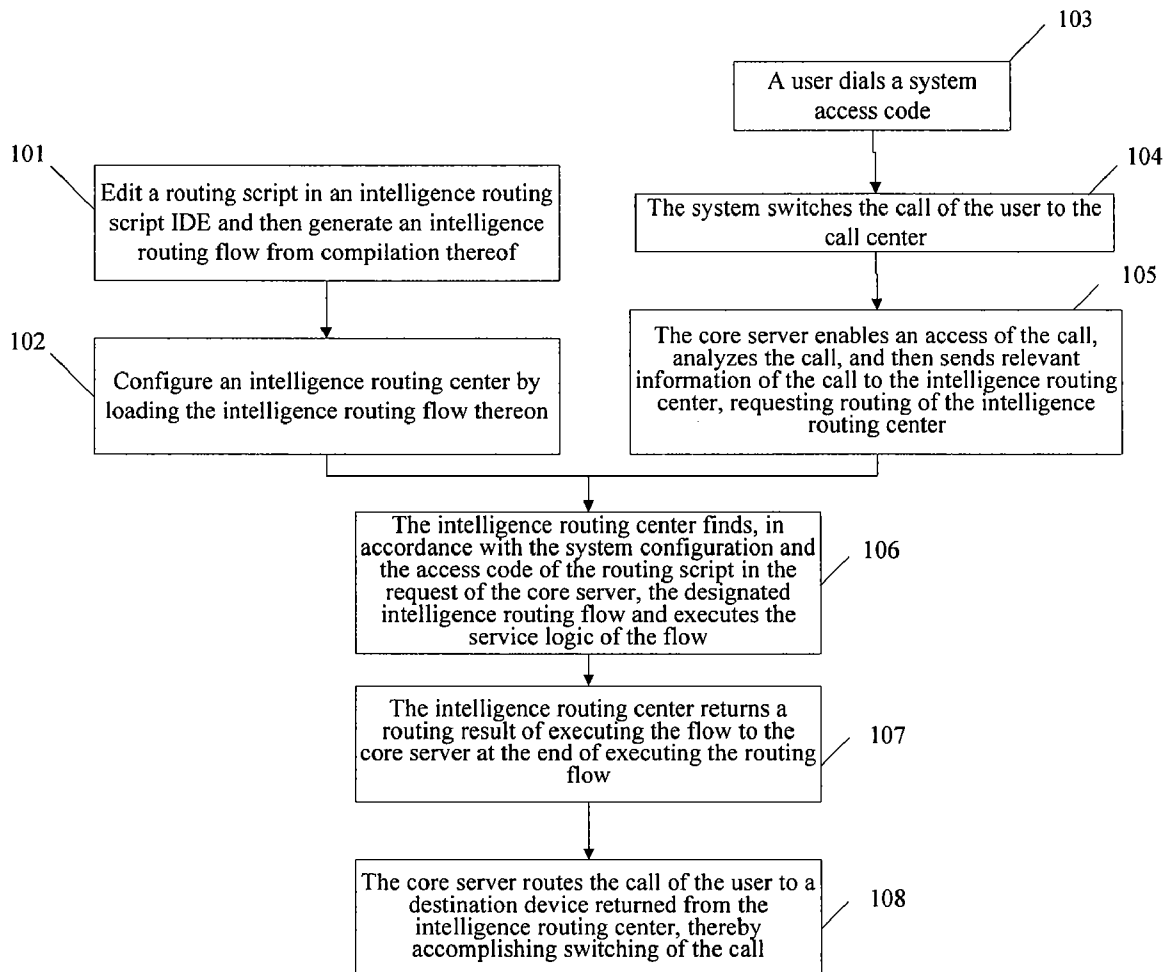 103
A user dials a system
access code
101
Edit a routing script in an intelligence routing
script IDE and then generate an intelligence
routing flow from compilation thereof
104
The system switches the call of the user to the
call center
105
102
Configure an intelligence routing center by
loading the intelligence routing flow thereon
The core server enables an access of the call,
analyzes the call, and then sends relevant
information of the call to the intelligence routing
center, requesting routing of the intelligence
routing center
The intelligence routing center finds, in
accordance with the system configuration and
the access code of the routing script in the
request of the core server, the designated
intelligence routing flow and executes the
service logic of the flow
106
The intelligence routing center returns a
routing result of executing the flow to the
core server at the end of executing the routing
flow
107
The core server routes the call of the user to a
destination device returned from the
intelligence routing center, thereby
accomplishing switching of the call
108